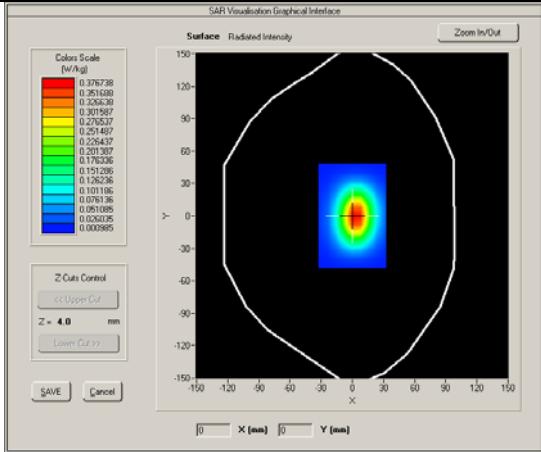 SAR Visualisation Graphical Interface
Surface Radiated Intensity
Zoom In/Out
Colors Scale
(W/kg)
0.376738
0.351688
0.326638
0.301587
0.276537
0.251487
0.226437
0.201387
0.176336
0.151286
0.126236
0.101186
0.076136
0.051085
0.026035
0.000985
Z-Cuts Control
<< Upper Cut
Z = 4.0 mm
Lower Cut >>
SAVE Cancel
150
120
90
60
30
0
-30
-60
-90
-120
-150
Y
-150 -120 -90 -60 -30 0 30 60 90 120 150
X
0 X (mm) 0 Y (mm)